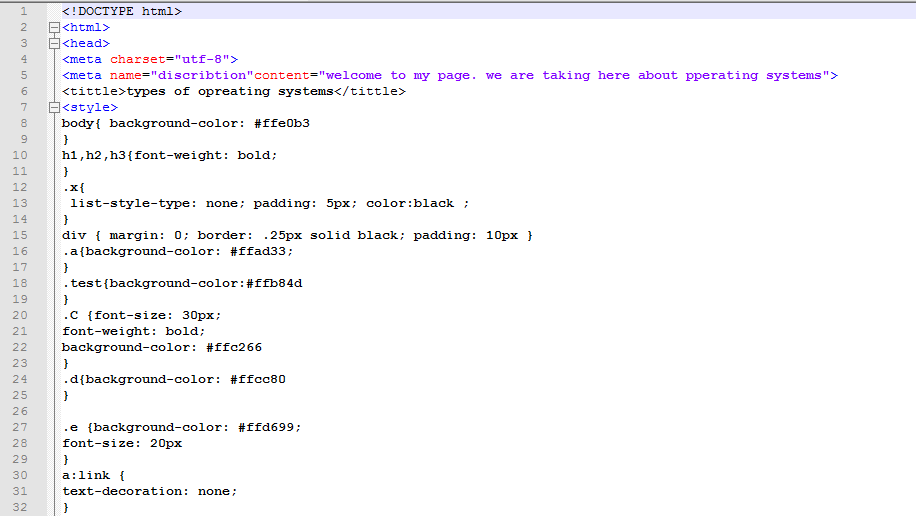 1 <!DOCTYPE html>
2 <html>
3 <head>
4 <meta charset="utf-8">
5 <meta name="discribtion"content="welcome to my page. we are taking here about pperating systems">
6 <tittle>types of opreating systems</tittle>
7 <style>
8 body{ background-color: #ffe0b3
9 }
10 h1,h2,h3{font-weight: bold;
11 }
12 .x{
13 list-style-type: none; padding: 5px; color:black ;
14 }
15 div { margin: 0; border: .25px solid black; padding: 10px }
16 .a{background-color: #ffad33;
17 }
18 .test{background-color:#ffb84d
19 }
20 .C {font-size: 30px;
21 font-weight: bold;
22 background-color: #ffc266
23 }
24 .d{background-color: #ffcc80
25 }
26
27 .e {background-color: #ffd699;
28 font-size: 20px
29 }
30 a:link {
31 text-decoration: none;
32 }